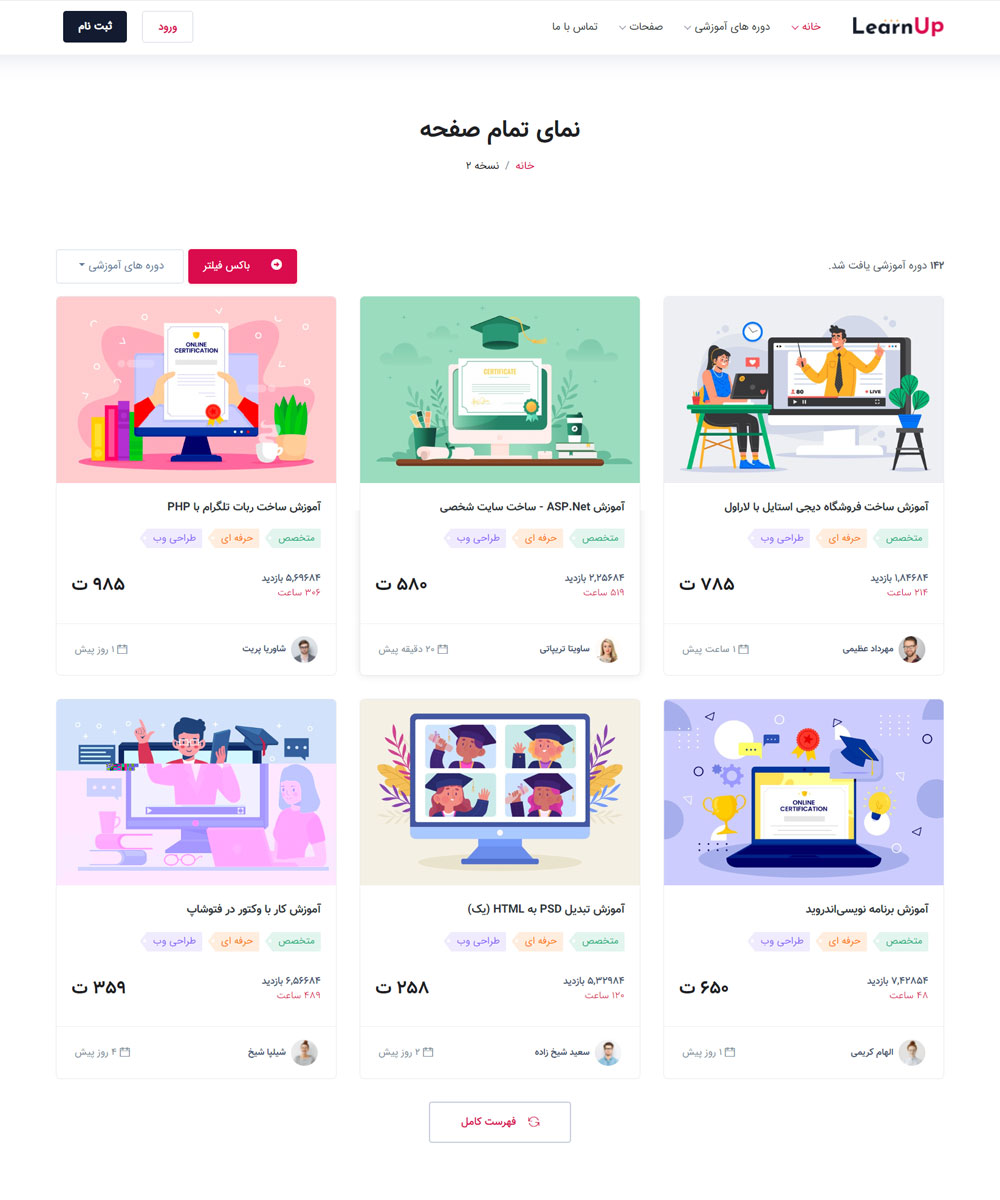 LearnUp
خانه
دوره های آموزشی
صفحات
تماس با ما
ورود
ثبت نام
نمای تمام صفحه
خانه / نسخه ۲
۱۴۲ دوره آموزشی یافت شد.
باکس فیلتر
دوره های آموزشی
80
LIVE
آموزش ساخت فروشگاه دیجی استایل با لاراول
متخصص حرفه ای طراحی وب
۱,۸۴۶۸۴ بازدید
۲۱۴ ساعت
۷۸۵ ت
مهرداد عظیمی
۱ ساعت پیش
CERTIFICATE
آموزش ASP.Net - ساخت سایت شخصی
متخصص حرفه ای طراحی وب
۲,۲۵۶۸۴ بازدید
۵۱۹ ساعت
۵۸۰ ت
ساویتا تریپاتی
۲۰ دقیقه پیش
ONLINE
CERTIFICATION
آموزش ساخت ربات تلگرام با PHP
متخصص حرفه ای طراحی وب
۵,۶۹۶۸۴ بازدید
۳۰۶ ساعت
۹۸۵ ت
شاوریا پریت
۱ روز پیش
ONLINE
CERTIFICATION
آموزش برنامه نویسی‌اندروید
متخصص حرفه ای طراحی وب
۷,۴۲۸۵۴ بازدید
۴۸ ساعت
۶۵۰ ت
الهام کریمی
۱ روز پیش
آموزش تبدیل PSD به HTML (یک)
متخصص حرفه ای طراحی وب
۵,۳۲۹۸۴ بازدید
۱۲۰ ساعت
۲۵۸ ت
سعید شیخ زاده
۲ روز پیش
آموزش کار با وکتور در فتوشاپ
متخصص حرفه ای طراحی وب
۶,۵۶۶۸۴ بازدید
۴۸۹ ساعت
۳۵۹ ت
شیلپا شیخ
۴ روز پیش
فهرست کامل